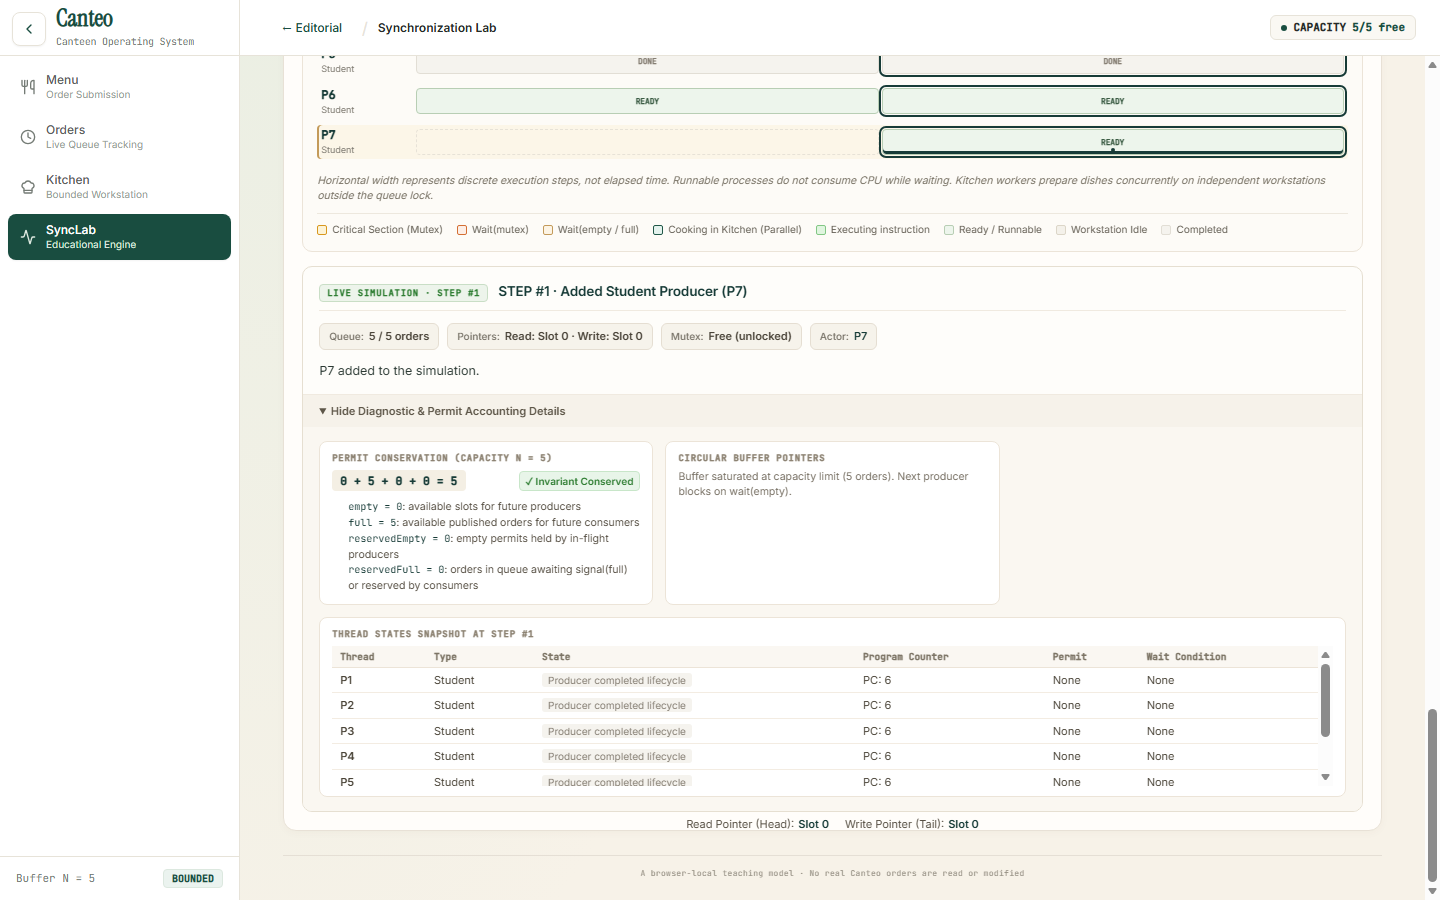 Canteo
Canteen Operating System
← Editorial / Synchronization Lab
CAPACITY 5/5 free
Menu
Order Submission
Orders
Live Queue Tracking
Kitchen
Bounded Workstation
SyncLab
Educational Engine
Buffer N = 5 BOUNDED
Student DONE DONE
P6
Student READY READY
P7
Student READY
Horizontal width represents discrete execution steps, not elapsed time. Runnable processes do not consume CPU while waiting. Kitchen workers prepare dishes concurrently on independent workstations
outside the queue lock.
Critical Section (Mutex) Wait(mutex) Wait(empty / full) Cooking in Kitchen (Parallel) Executing instruction Ready / Runnable Workstation Idle Completed
LIVE SIMULATION · STEP #1 STEP #1 · Added Student Producer (P7)
Queue: 5 / 5 orders Pointers: Read: Slot 0 · Write: Slot 0 Mutex: Free (unlocked) Actor: P7
P7 added to the simulation.
▼ Hide Diagnostic & Permit Accounting Details
PERMIT CONSERVATION (CAPACITY N = 5)
0 + 5 + 0 + 0 = 5 ✓ Invariant Conserved
empty = 0: available slots for future producers
full = 5: available published orders for future consumers
reservedEmpty = 0: empty permits held by in-flight
producers
reservedFull = 0: orders in queue awaiting signal(full)
or reserved by consumers
CIRCULAR BUFFER POINTERS
Buffer saturated at capacity limit (5 orders). Next producer
blocks on wait(empty).
THREAD STATES SNAPSHOT AT STEP #1
Thread Type State Program Counter Permit Wait Condition
P1 Student Producer completed lifecycle PC: 6 None None
P2 Student Producer completed lifecycle PC: 6 None None
P3 Student Producer completed lifecycle PC: 6 None None
P4 Student Producer completed lifecycle PC: 6 None None
P5 Student Producer completed lifecycle PC: 6 None None
Read Pointer (Head): Slot 0 Write Pointer (Tail): Slot 0
A browser-local teaching model · No real Canteo orders are read or modified